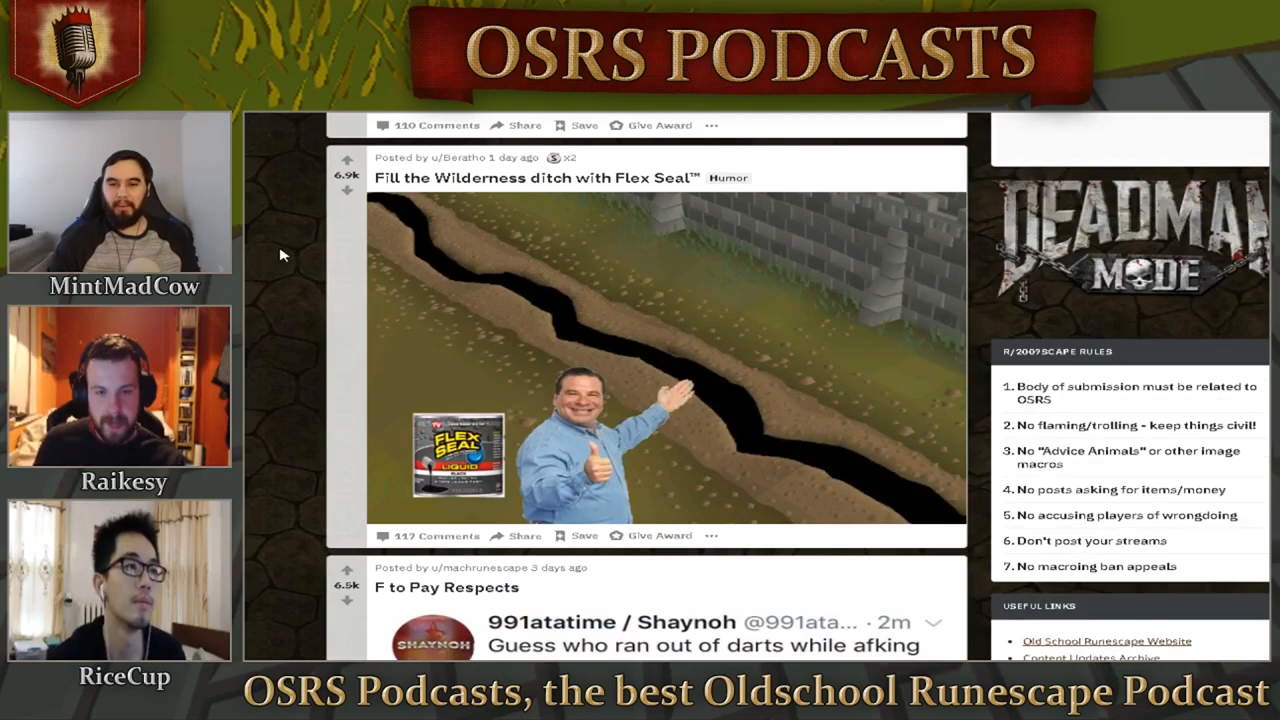 OSRS PODCASTS
110 Comments Share Save Give Award
Posted by u/Beratho 1 day ago x2
6.9k
Fill the Wilderness ditch with Flex Seal™ Humor
FLEX
SEAL
LIQUID
BLACK
117 Comments Share Save Give Award
Posted by u/machrunescape 3 days ago
6.5k
F to Pay Respects
SHAYNOH
991atatime / Shaynoh @991ata... · 2m
Guess who ran out of darts while afking
DEADMAN
MODE
R/2007SCAPE RULES
1. Body of submission must be related to
OSRS
2. No flaming/trolling - keep things civil!
3. No "Advice Animals" or other image
macros
4. No posts asking for items/money
5. No accusing players of wrongdoing
6. Don't post your streams
7. No macroing ban appeals
USEFUL LINKS
Old School Runescape Website
Content Updates Archive
MintMadCow
Raikesy
RiceCup
OSRS Podcasts, the best Oldschool Runescape Podcast